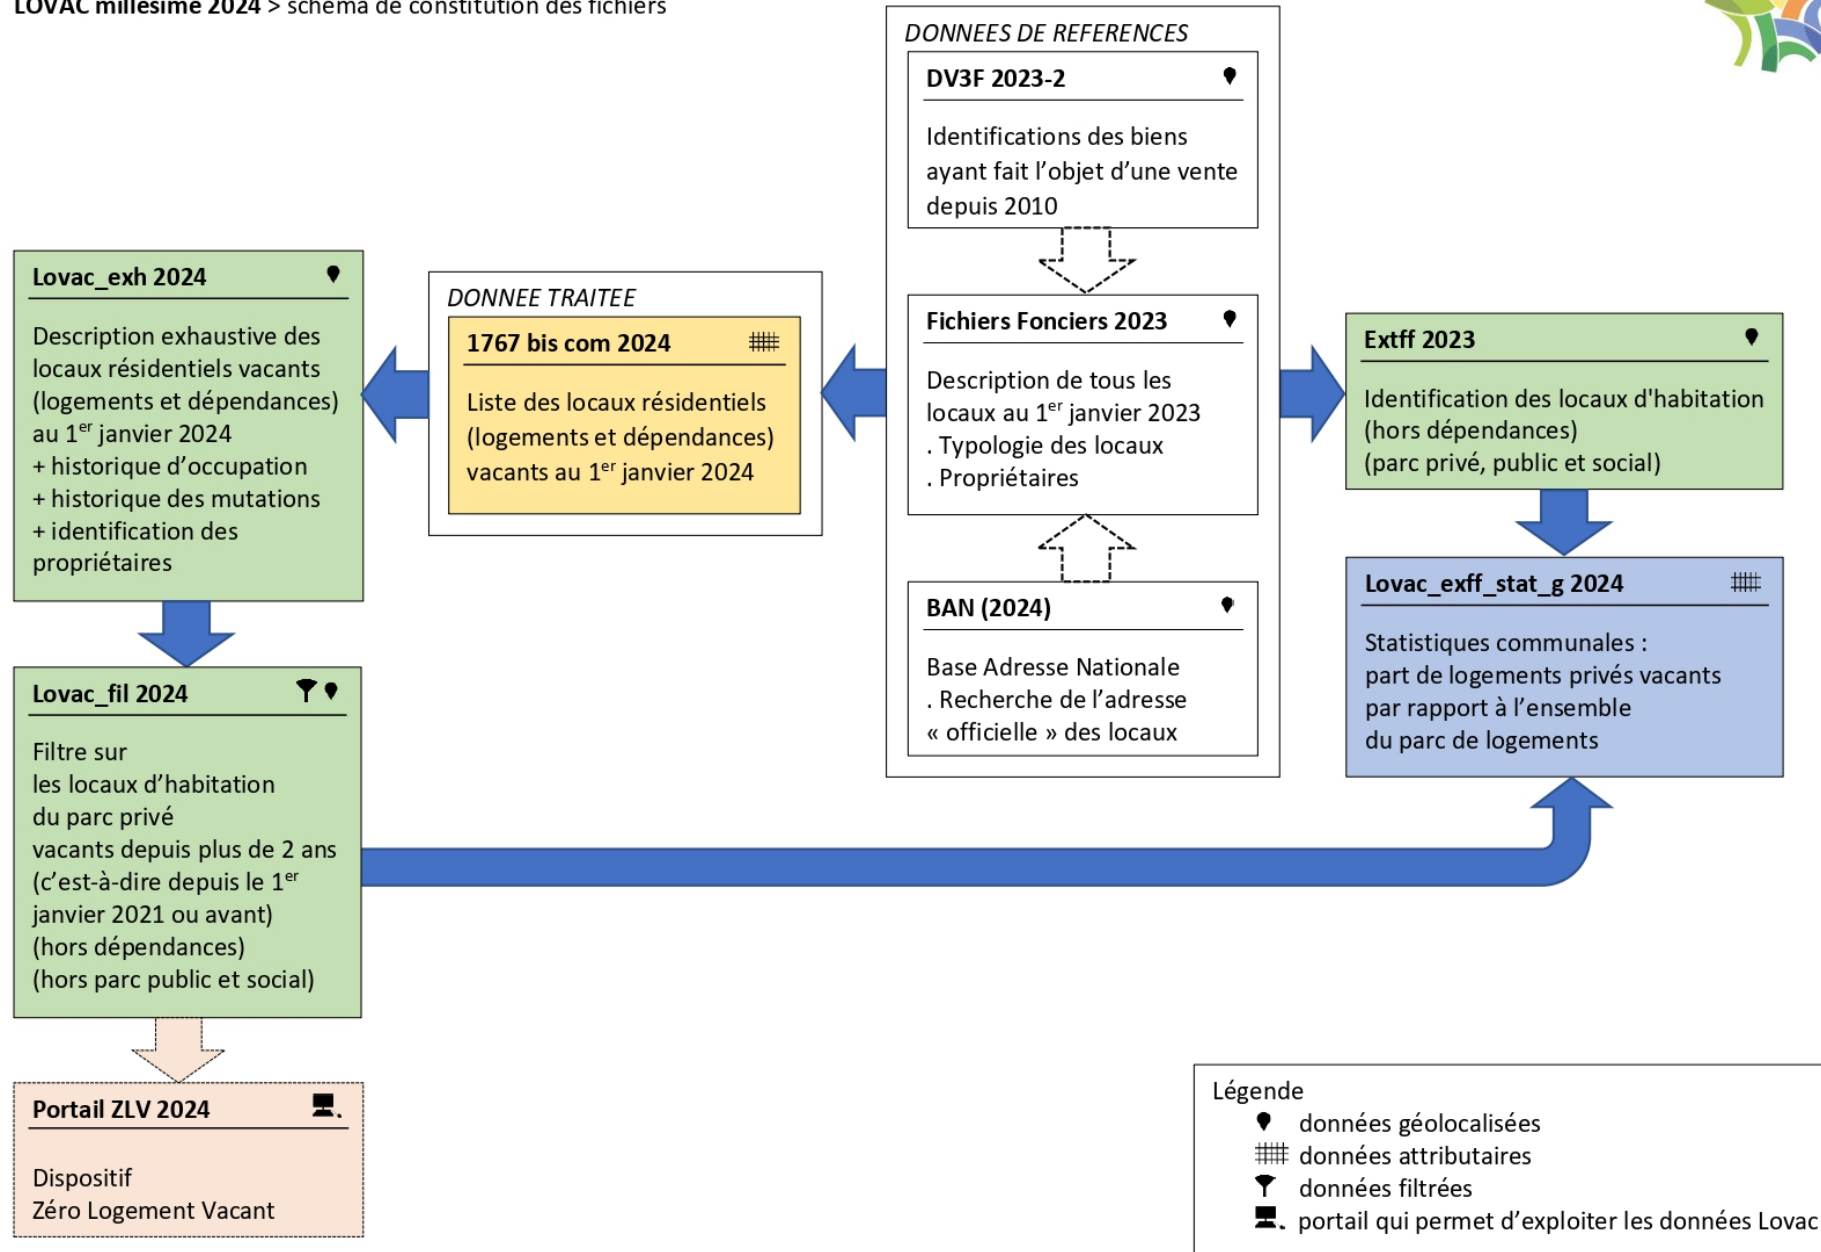 LOVAC millésime 2024 > schéma de constitution des fichiers
DONNEES DE REFERENCES
DV3F 2023-2
Identifications des biens
ayant fait l’objet d’une vente
depuis 2010
Fichiers Fonciers 2023
Description de tous les
locaux au 1er janvier 2023
. Typologie des locaux
. Propriétaires
BAN (2024)
Base Adresse Nationale
. Recherche de l’adresse
« officielle » des locaux
DONNEE TRAITEE
1767 bis com 2024
Liste des locaux résidentiels
(logements et dépendances)
vacants au 1er janvier 2024
Lovac_exh 2024
Description exhaustive des
locaux résidentiels vacants
(logements et dépendances)
au 1er janvier 2024
+ historique d’occupation
+ historique des mutations
+ identification des
propriétaires
Lovac_fil 2024
Filtre sur
les locaux d’habitation
du parc privé
vacants depuis plus de 2 ans
(c’est-à-dire depuis le 1er
janvier 2021 ou avant)
(hors dépendances)
(hors parc public et social)
Portail ZLV 2024
Dispositif
Zéro Logement Vacant
Extff 2023
Identification des locaux d'habitation
(hors dépendances)
(parc privé, public et social)
Lovac_exff_stat_g 2024
Statistiques communales :
part de logements privés vacants
par rapport à l’ensemble
du parc de logements
Légende
données géolocalisées
données attributaires
données filtrées
portail qui permet d’exploiter les données Lovac